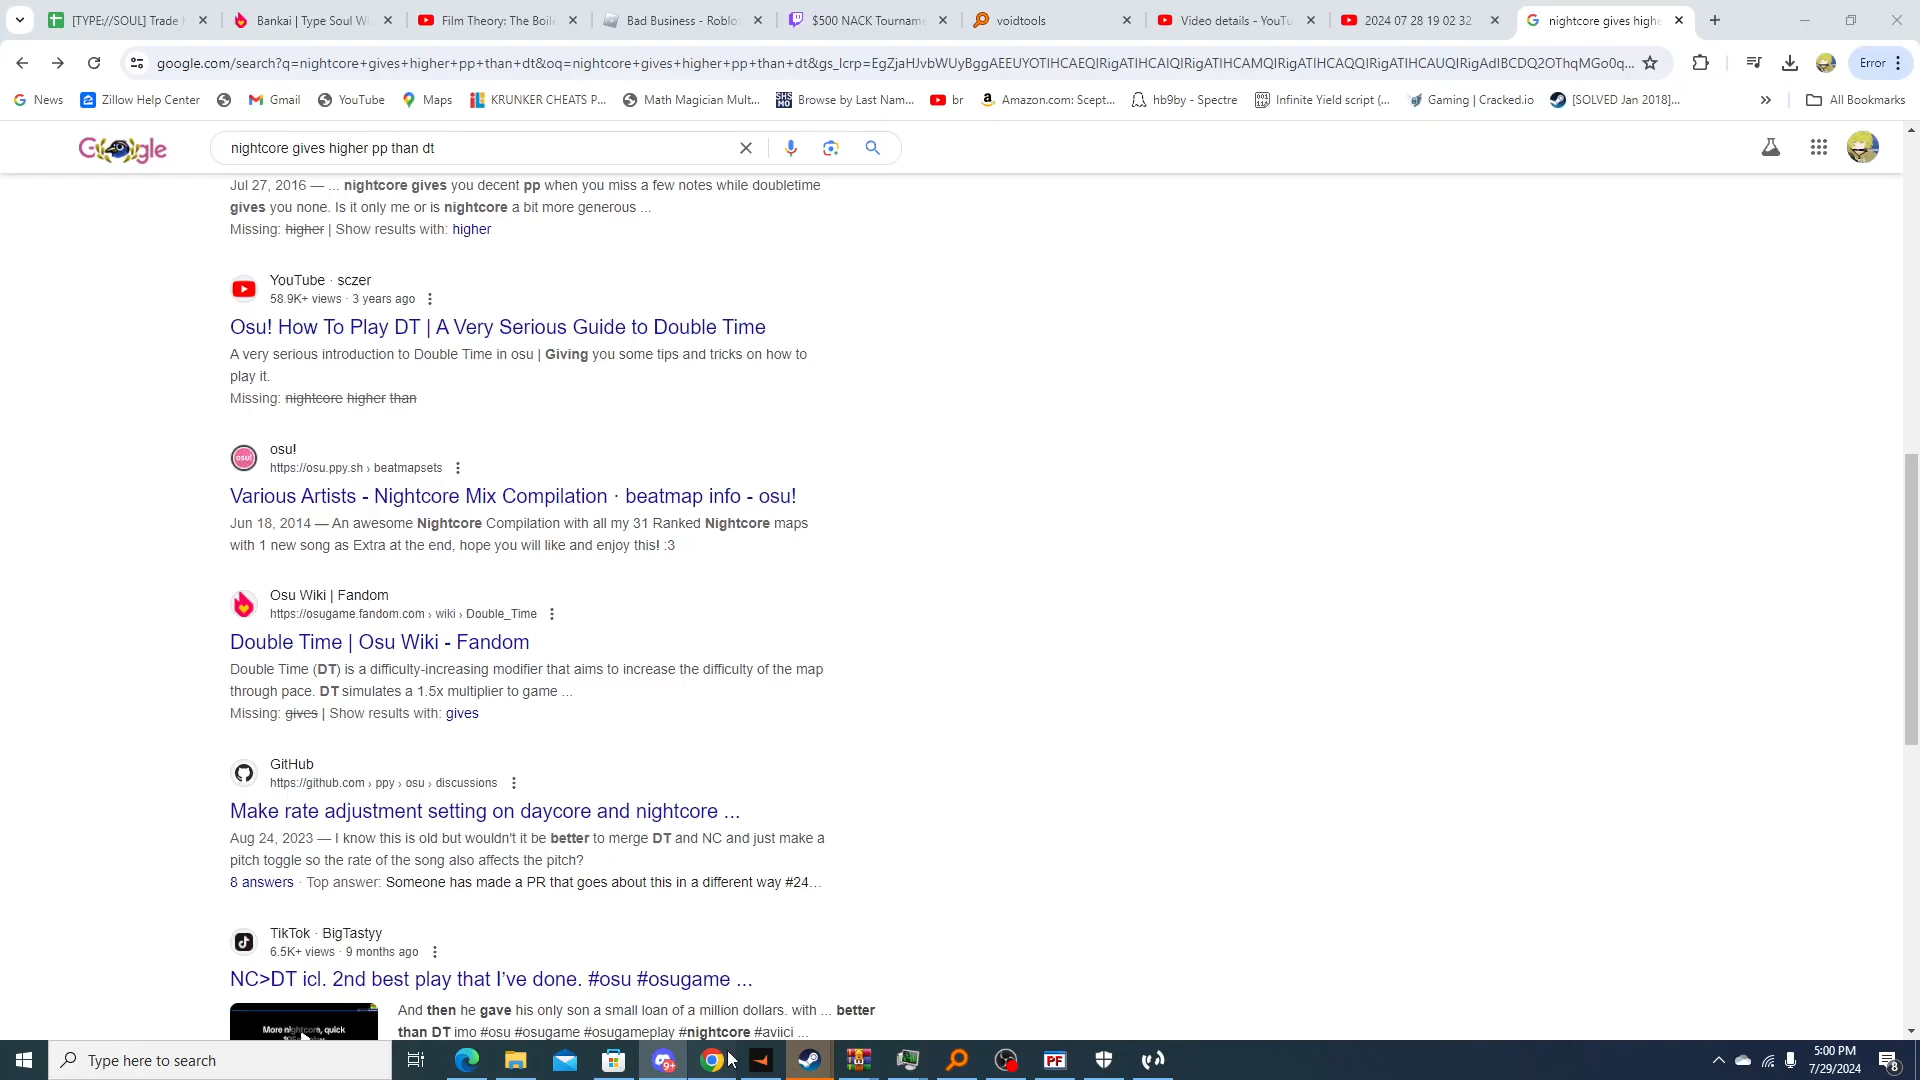 [TYPE://SOUL] Trade H
Bankai | Type Soul Wi
Film Theory: The Boile
Bad Business - Roblo
$500 NACK Tourname
voidtools
Video details - YouTu
2024 07 28 19 02 32
nightcore gives highe
google.com/search?q=nightcore+gives+higher+pp+than+dt&oq=nightcore+gives+higher+pp+than+dt&gs_lcrp=EgZjaHJvbWUyBggAEEUYOTIHCAEQIRigATIHCAIQIRigATIHCAMQIRigATIHCAQQIRigATIHCAUQIRigAdIBCDQ2OThqMGo0q...
Error
News
Zillow Help Center
Gmail
YouTube
Maps
KRUNKER CHEATS P...
Math Magician Mult...
Browse by Last Nam...
br
Amazon.com: Scept...
hb9by - Spectre
Infinite Yield script (...
Gaming | Cracked.io
[SOLVED Jan 2018]...
All Bookmarks
Google
nightcore gives higher pp than dt
Jul 27, 2016 — ... nightcore gives you decent pp when you miss a few notes while doubletime
gives you none. Is it only me or is nightcore a bit more generous ...
Missing: higher | Show results with: higher
YouTube · sczer
58.9K+ views · 3 years ago
Osu! How To Play DT | A Very Serious Guide to Double Time
A very serious introduction to Double Time in osu | Giving you some tips and tricks on how to
play it.
Missing: nightcore higher than
osu!
https://osu.ppy.sh › beatmapsets
Various Artists - Nightcore Mix Compilation · beatmap info - osu!
Jun 18, 2014 — An awesome Nightcore Compilation with all my 31 Ranked Nightcore maps
with 1 new song as Extra at the end, hope you will like and enjoy this! :3
Osu Wiki | Fandom
https://osugame.fandom.com › wiki › Double_Time
Double Time | Osu Wiki - Fandom
Double Time (DT) is a difficulty-increasing modifier that aims to increase the difficulty of the map
through pace. DT simulates a 1.5x multiplier to game ...
Missing: gives | Show results with: gives
GitHub
https://github.com › ppy › osu › discussions
Make rate adjustment setting on daycore and nightcore ...
Aug 24, 2023 — I know this is old but wouldn't it be better to merge DT and NC and just make a
pitch toggle so the rate of the song also affects the pitch?
8 answers · Top answer: Someone has made a PR that goes about this in a different way #24...
TikTok · BigTastyy
6.5K+ views · 9 months ago
NC>DT icl. 2nd best play that I've done. #osu #osugame ...
And then he gave his only son a small loan of a million dollars. with ... better
than DT imo #osu #osugame #osugameplay #nightcore #aviici ...
More nightcore, quick
Type here to search
9+
PF
5:00 PM
7/29/2024
8